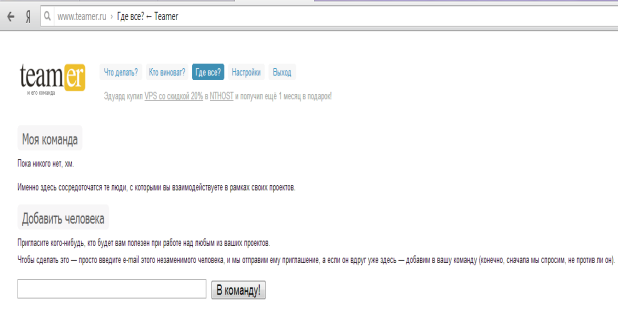 Я www.teamer.ru › Где все? ← Teamer
teamer
и его команда
Что делать? Кто виноват? Где все? Настройки Выход
Эдуард купил VPS со скидкой 20% в NTHOST и получил ещё 1 месяц в подарок!
Моя команда
Пока никого нет, хм.
Именно здесь сосредоточатся те люди, с которыми вы взаимодействуете в рамках своих проектов.
Добавить человека
Пригласите кого-нибудь, кто будет вам полезен при работе над любым из ваших проектов.
Чтобы сделать это — просто введите e-mail этого незаменимого человека, и мы отправим ему приглашение, а если он вдруг уже здесь — добавим в вашу команду (конечно, сначала мы спросим, не против ли он).
В команду!